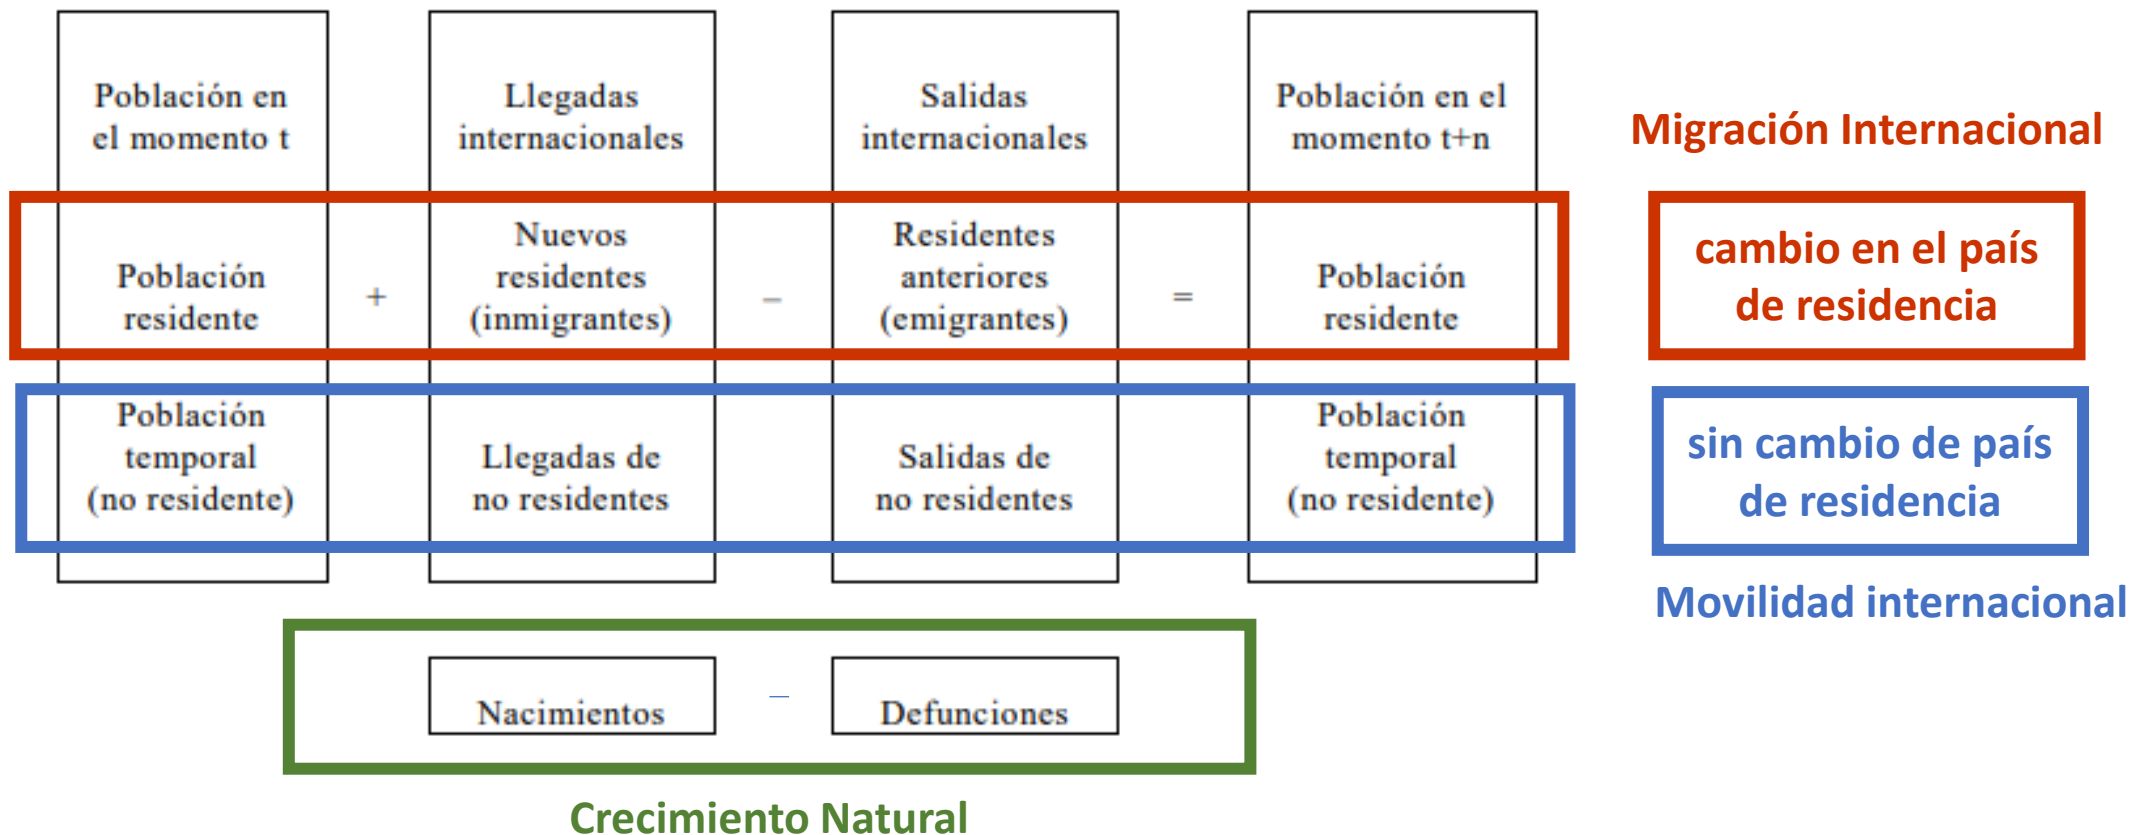 Población en
el momento t
Llegadas
internacionales
Salidas
internacionales
Población en el
momento t+n
Migración Internacional
Población
residente
+
Nuevos
residentes
(inmigrantes)
–
Residentes
anteriores
(emigrantes)
=
Población
residente
cambio en el país
de residencia
Población
temporal
(no residente)
Llegadas de
no residentes
Salidas de
no residentes
Población
temporal
(no residente)
sin cambio de país
de residencia
Movilidad internacional
Nacimientos
–
Defunciones
Crecimiento Natural